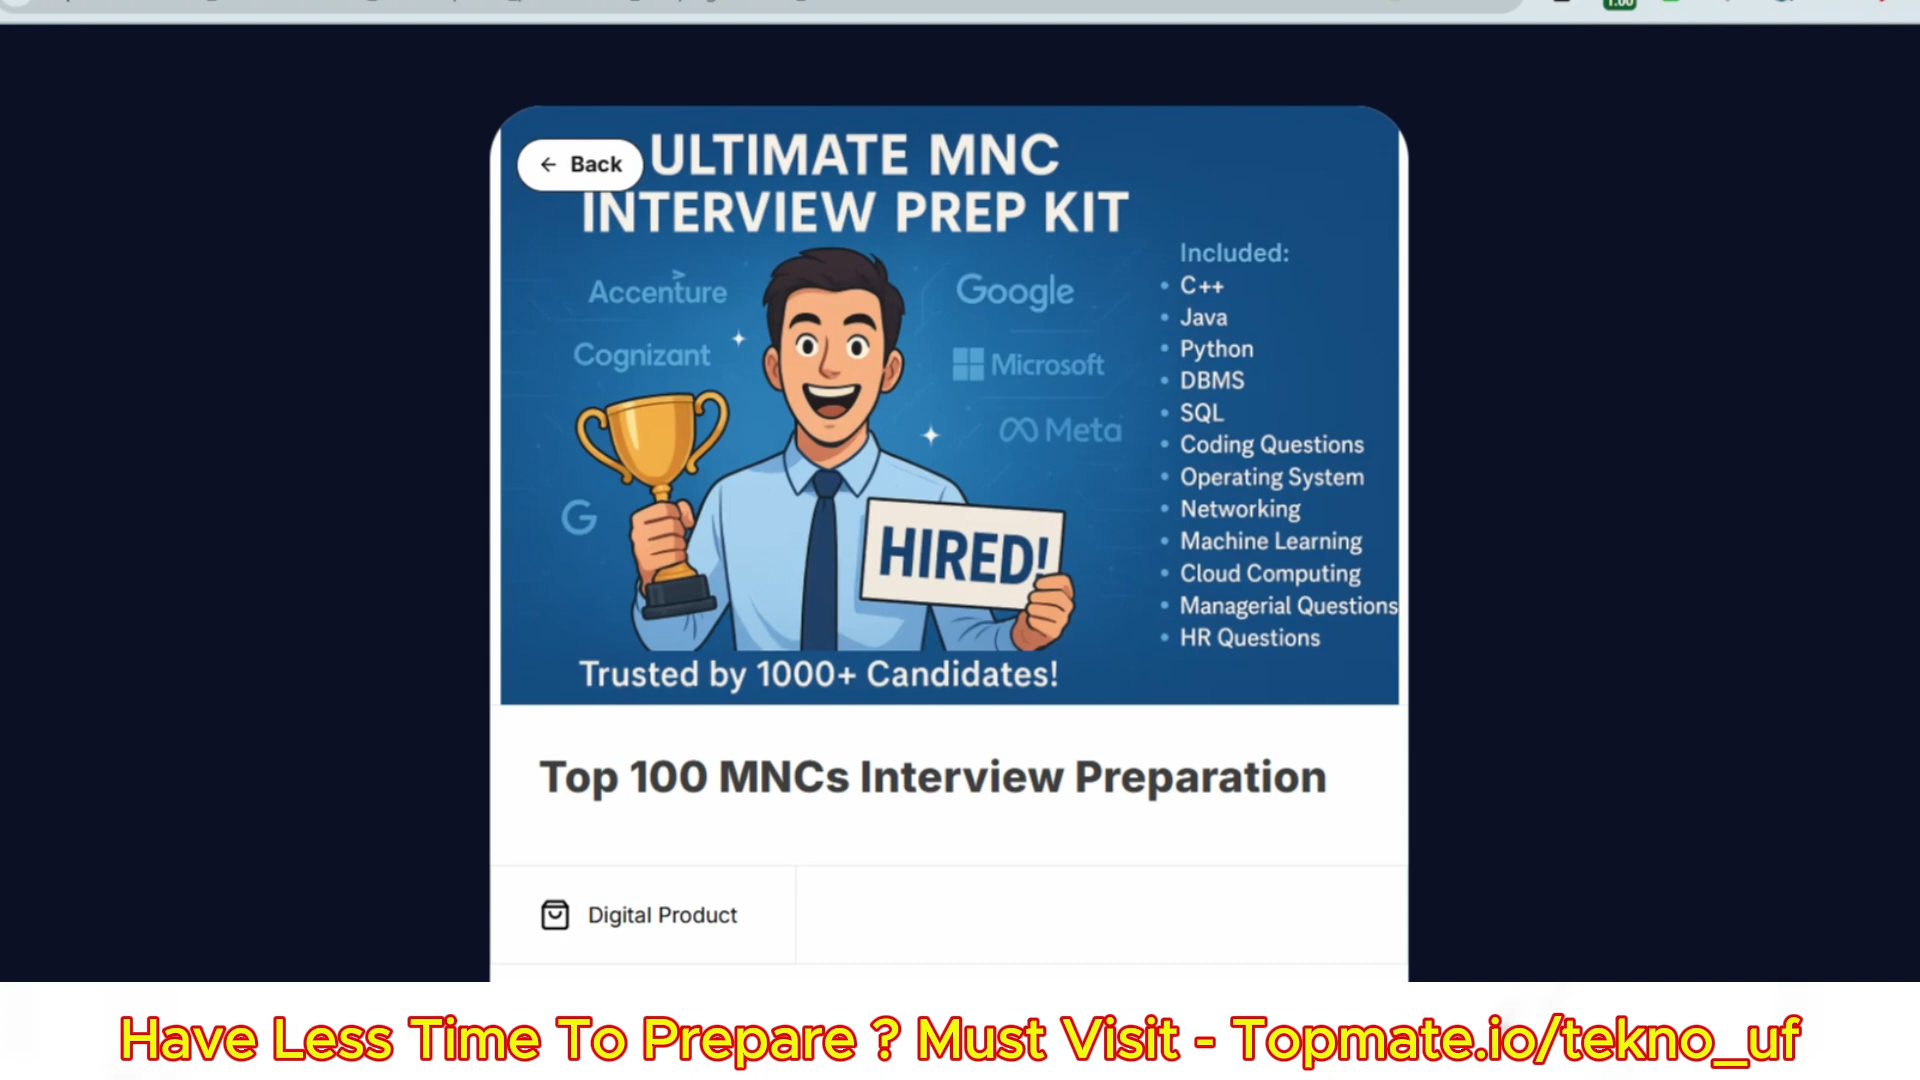 1.00
← Back
ULTIMATE MNC
INTERVIEW PREP KIT
Accenture
Google
Cognizant
Microsoft
Meta
G
HIRED!
Included:
• C++
• Java
• Python
• DBMS
• SQL
• Coding Questions
• Operating System
• Networking
• Machine Learning
• Cloud Computing
• Managerial Questions
• HR Questions
Trusted by 1000+ Candidates!
Top 100 MNCs Interview Preparation
Digital Product
Have Less Time To Prepare ? Must Visit - Topmate.io/tekno_uf